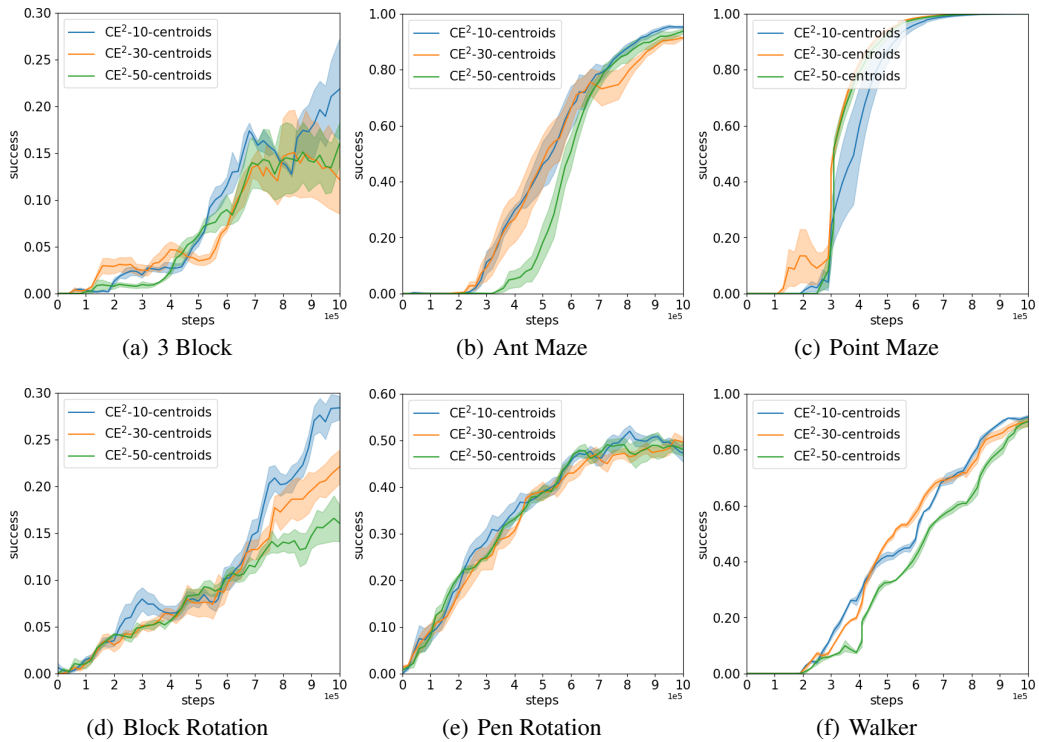 0.30
0.25
0.20
0.15
0.10
0.05
0.00
success
CE²-10-centroids
CE²-30-centroids
CE²-50-centroids
0 1 2 3 4 5 6 7 8 9 10
steps
1e5
(a) 3 Block
1.00
0.80
0.60
0.40
0.20
0.00
success
CE²-10-centroids
CE²-30-centroids
CE²-50-centroids
0 1 2 3 4 5 6 7 8 9 10
steps
1e5
(b) Ant Maze
1.00
0.80
0.60
0.40
0.20
0.00
success
CE²-10-centroids
CE²-30-centroids
CE²-50-centroids
0 1 2 3 4 5 6 7 8 9 10
steps
1e5
(c) Point Maze
0.30
0.25
0.20
0.15
0.10
0.05
0.00
success
CE²-10-centroids
CE²-30-centroids
CE²-50-centroids
0 1 2 3 4 5 6 7 8 9 10
steps
1e5
(d) Block Rotation
0.60
0.50
0.40
0.30
0.20
0.10
0.00
success
CE²-10-centroids
CE²-30-centroids
CE²-50-centroids
0 1 2 3 4 5 6 7 8 9 10
steps
1e5
(e) Pen Rotation
1.00
0.80
0.60
0.40
0.20
0.00
success
CE²-10-centroids
CE²-30-centroids
CE²-50-centroids
0 1 2 3 4 5 6 7 8 9 10
steps
1e5
(f) Walker